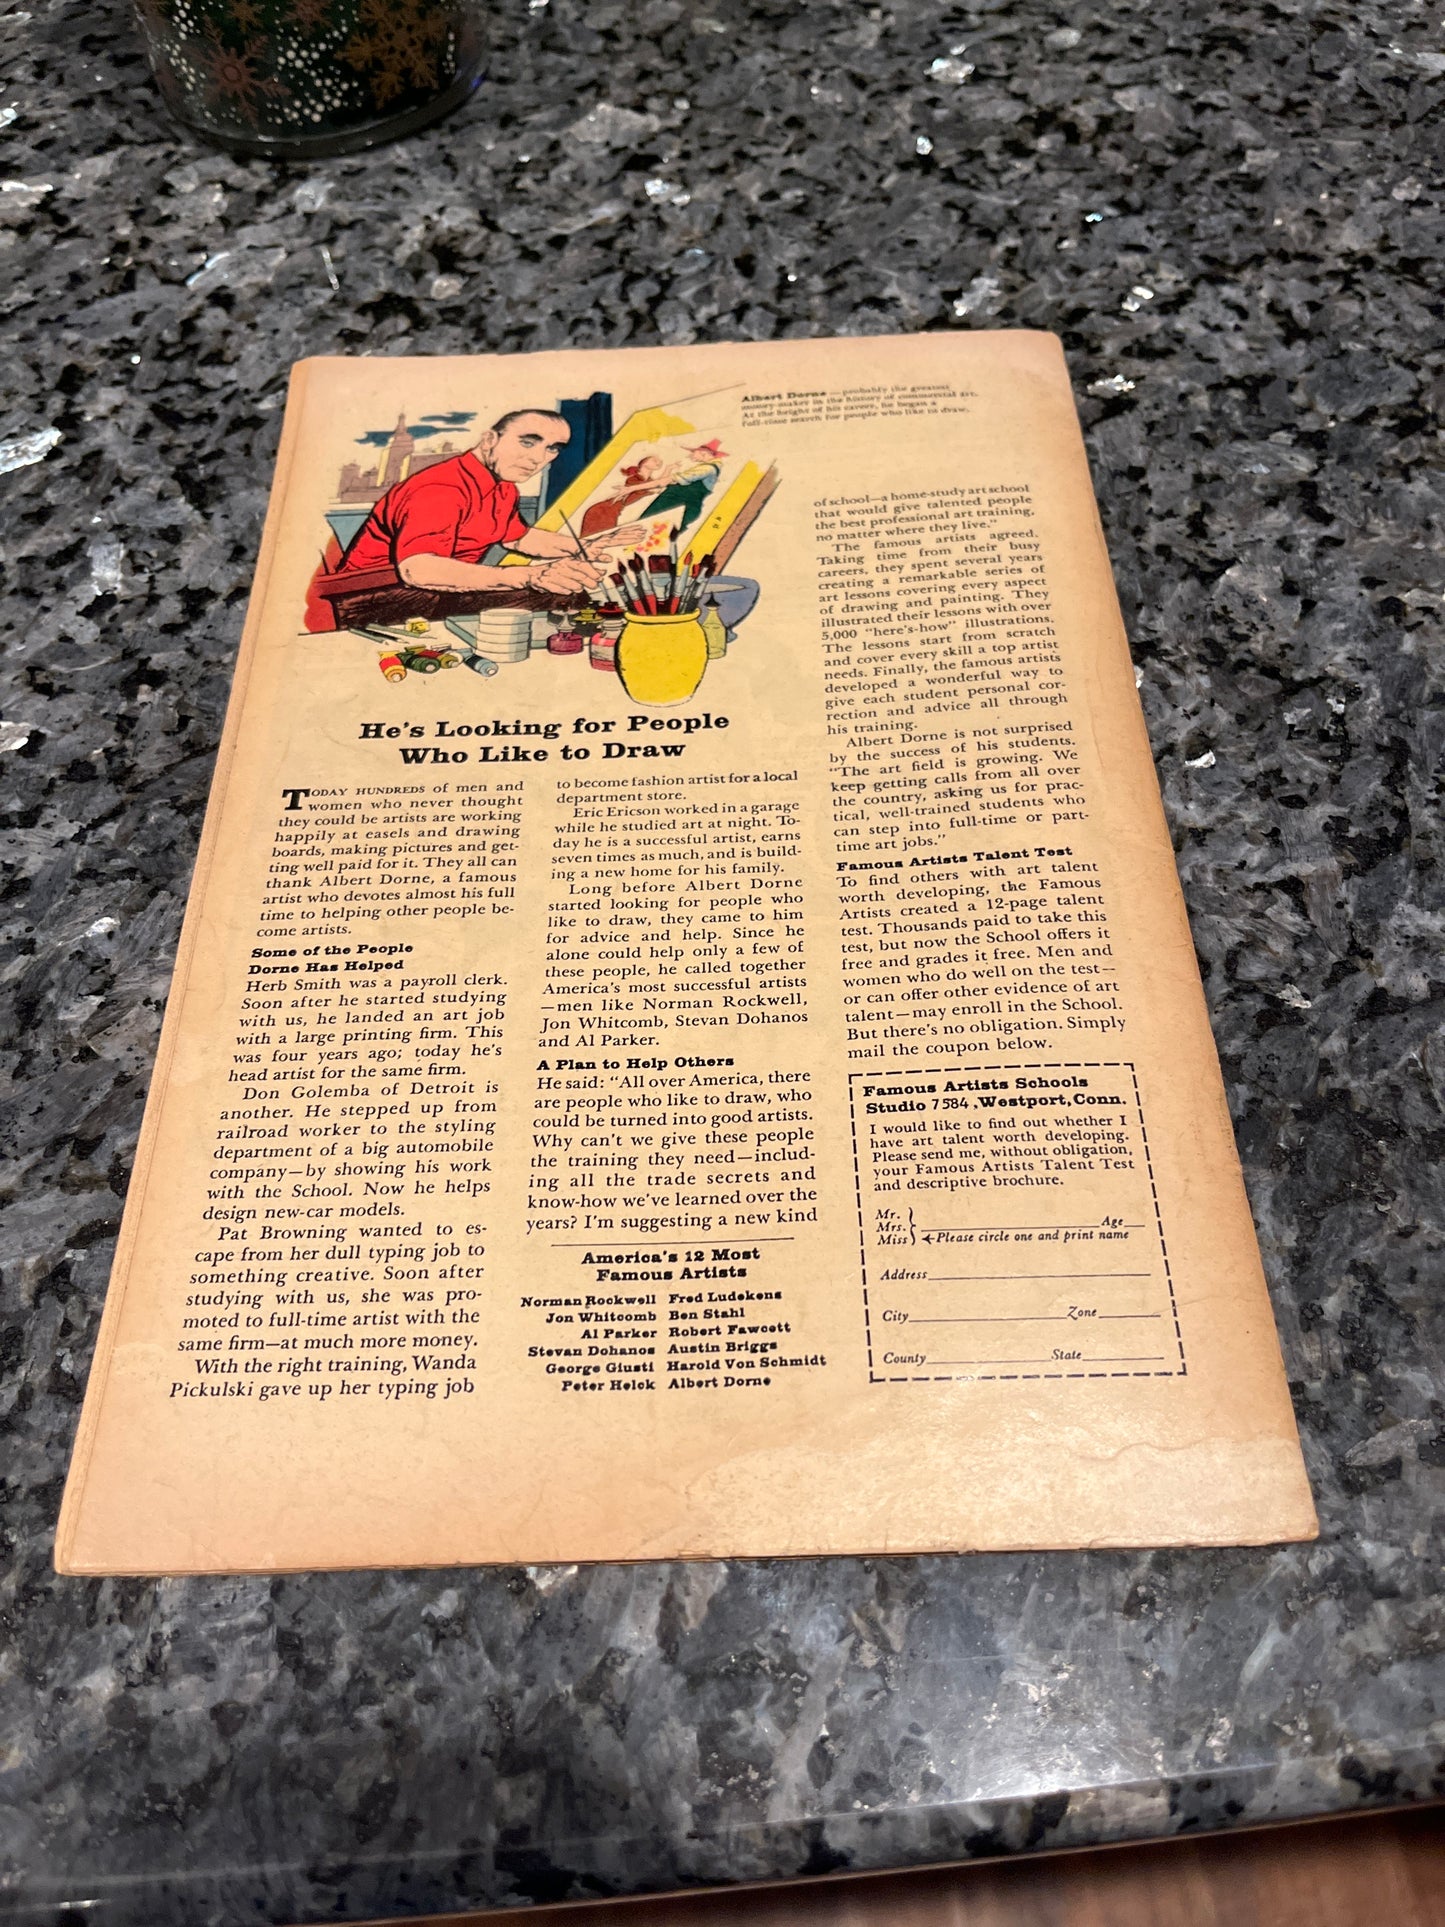 Albert Dorne — probably the greatest
money-maker in the history of commercial art.
At the height of his career, he began a
full-time search for people who like to draw.
He's Looking for People
Who Like to Draw
TODAY HUNDREDS of men and
women who never thought
they could be artists are working
happily at easels and drawing
boards, making pictures and get-
ting well paid for it. They all can
thank Albert Dorne, a famous
artist who devotes almost his full
time to helping other people be-
come artists.
Some of the People
Dorne Has Helped
Herb Smith was a payroll clerk.
Soon after he started studying
with us, he landed an art job
with a large printing firm. This
was four years ago; today he's
head artist for the same firm.
Don Golemba of Detroit is
another. He stepped up from
railroad worker to the styling
department of a big automobile
company—by showing his work
with the School. Now he helps
design new-car models.
Pat Browning wanted to es-
cape from her dull typing job to
something creative. Soon after
studying with us, she was pro-
moted to full-time artist with the
same firm—at much more money.
With the right training, Wanda
Pickulski gave up her typing job
to become fashion artist for a local
department store.
Eric Ericson worked in a garage
while he studied art at night. To-
day he is a successful artist, earns
seven times as much, and is build-
ing a new home for his family.
Long before Albert Dorne
started looking for people who
like to draw, they came to him
for advice and help. Since he
alone could help only a few of
these people, he called together
America's most successful artists
—men like Norman Rockwell,
Jon Whitcomb, Stevan Dohanos
and Al Parker.
A Plan to Help Others
He said: "All over America, there
are people who like to draw, who
could be turned into good artists.
Why can't we give these people
the training they need—includ-
ing all the trade secrets and
know-how we've learned over the
years? I'm suggesting a new kind
America's 12 Most
Famous Artists
Norman Rockwell Fred Ludekens
Jon Whitcomb Ben Stahl
Al Parker Robert Fawcett
Stevan Dohanos Austin Briggs
George Giusti Harold Von Schmidt
Peter Helck Albert Dorne
of school—a home-study art school
that would give talented people
the best professional art training,
no matter where they live."
The famous artists agreed.
Taking time from their busy
careers, they spent several years
creating a remarkable series of
art lessons covering every aspect
of drawing and painting. They
illustrated their lessons with over
5,000 "here's-how" illustrations.
The lessons start from scratch
and cover every skill a top artist
needs. Finally, the famous artists
developed a wonderful way to
give each student personal cor-
rection and advice all through
his training.
Albert Dorne is not surprised
by the success of his students.
"The art field is growing. We
keep getting calls from all over
the country, asking us for prac-
tical, well-trained students who
can step into full-time or part-
time art jobs."
Famous Artists Talent Test
To find others with art talent
worth developing, the Famous
Artists created a 12-page talent
test. Thousands paid to take this
test, but now the School offers it
free and grades it free. Men and
women who do well on the test—
or can offer other evidence of art
talent—may enroll in the School.
But there's no obligation. Simply
mail the coupon below.
Famous Artists Schools
Studio 7584, Westport, Conn.
I would like to find out whether I
have art talent worth developing.
Please send me, without obligation,
your Famous Artists Talent Test
and descriptive brochure.
Mr.
Mrs. Age
Miss ←Please circle one and print name
Address
City Zone
County State